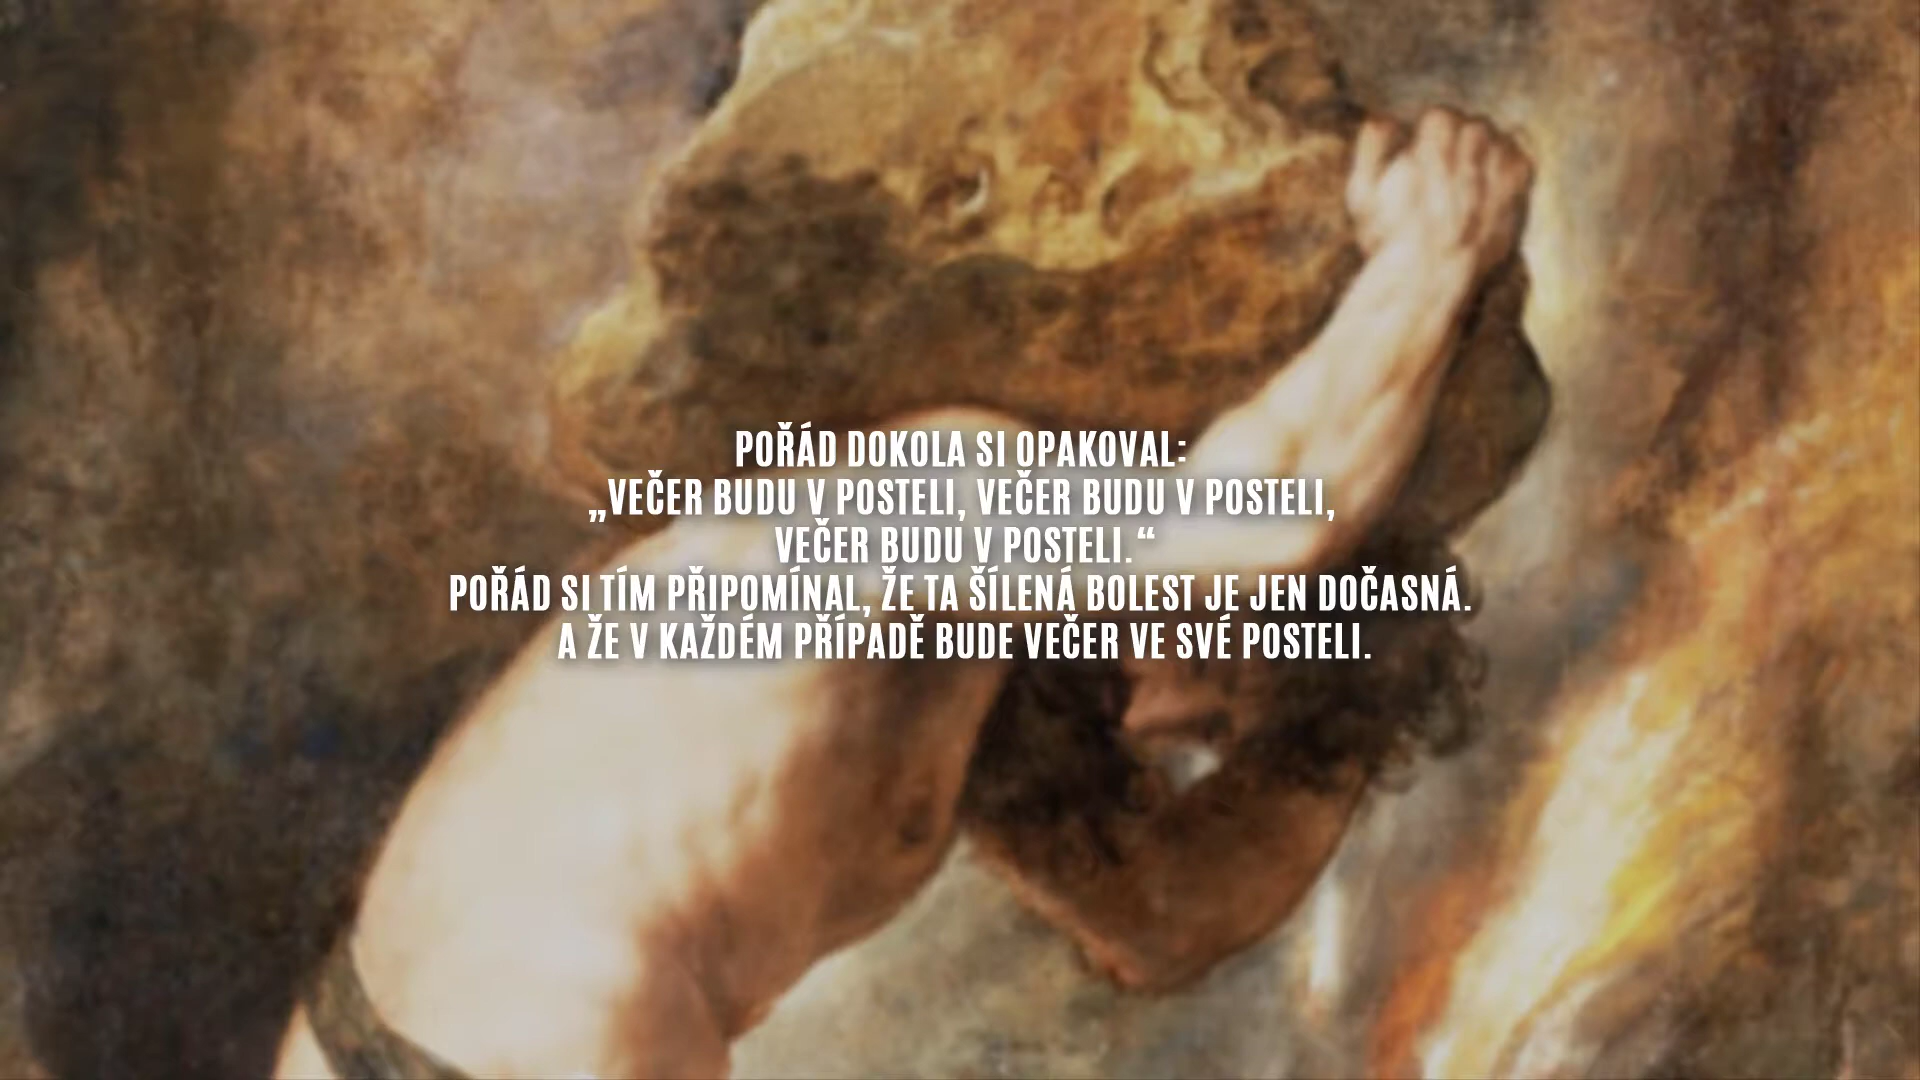 POŘÁD DOKOLA SI OPAKOVAL:
„VEČER BUDU V POSTELI, VEČER BUDU V POSTELI,
VEČER BUDU V POSTELI.“
POŘÁD SI TÍM PŘIPOMÍNAL, ŽE TA ŠÍLENÁ BOLEST JE JEN DOČASNÁ.
A ŽE V KAŽDÉM PŘÍPADĚ BUDE VEČER VE SVÉ POSTELI.